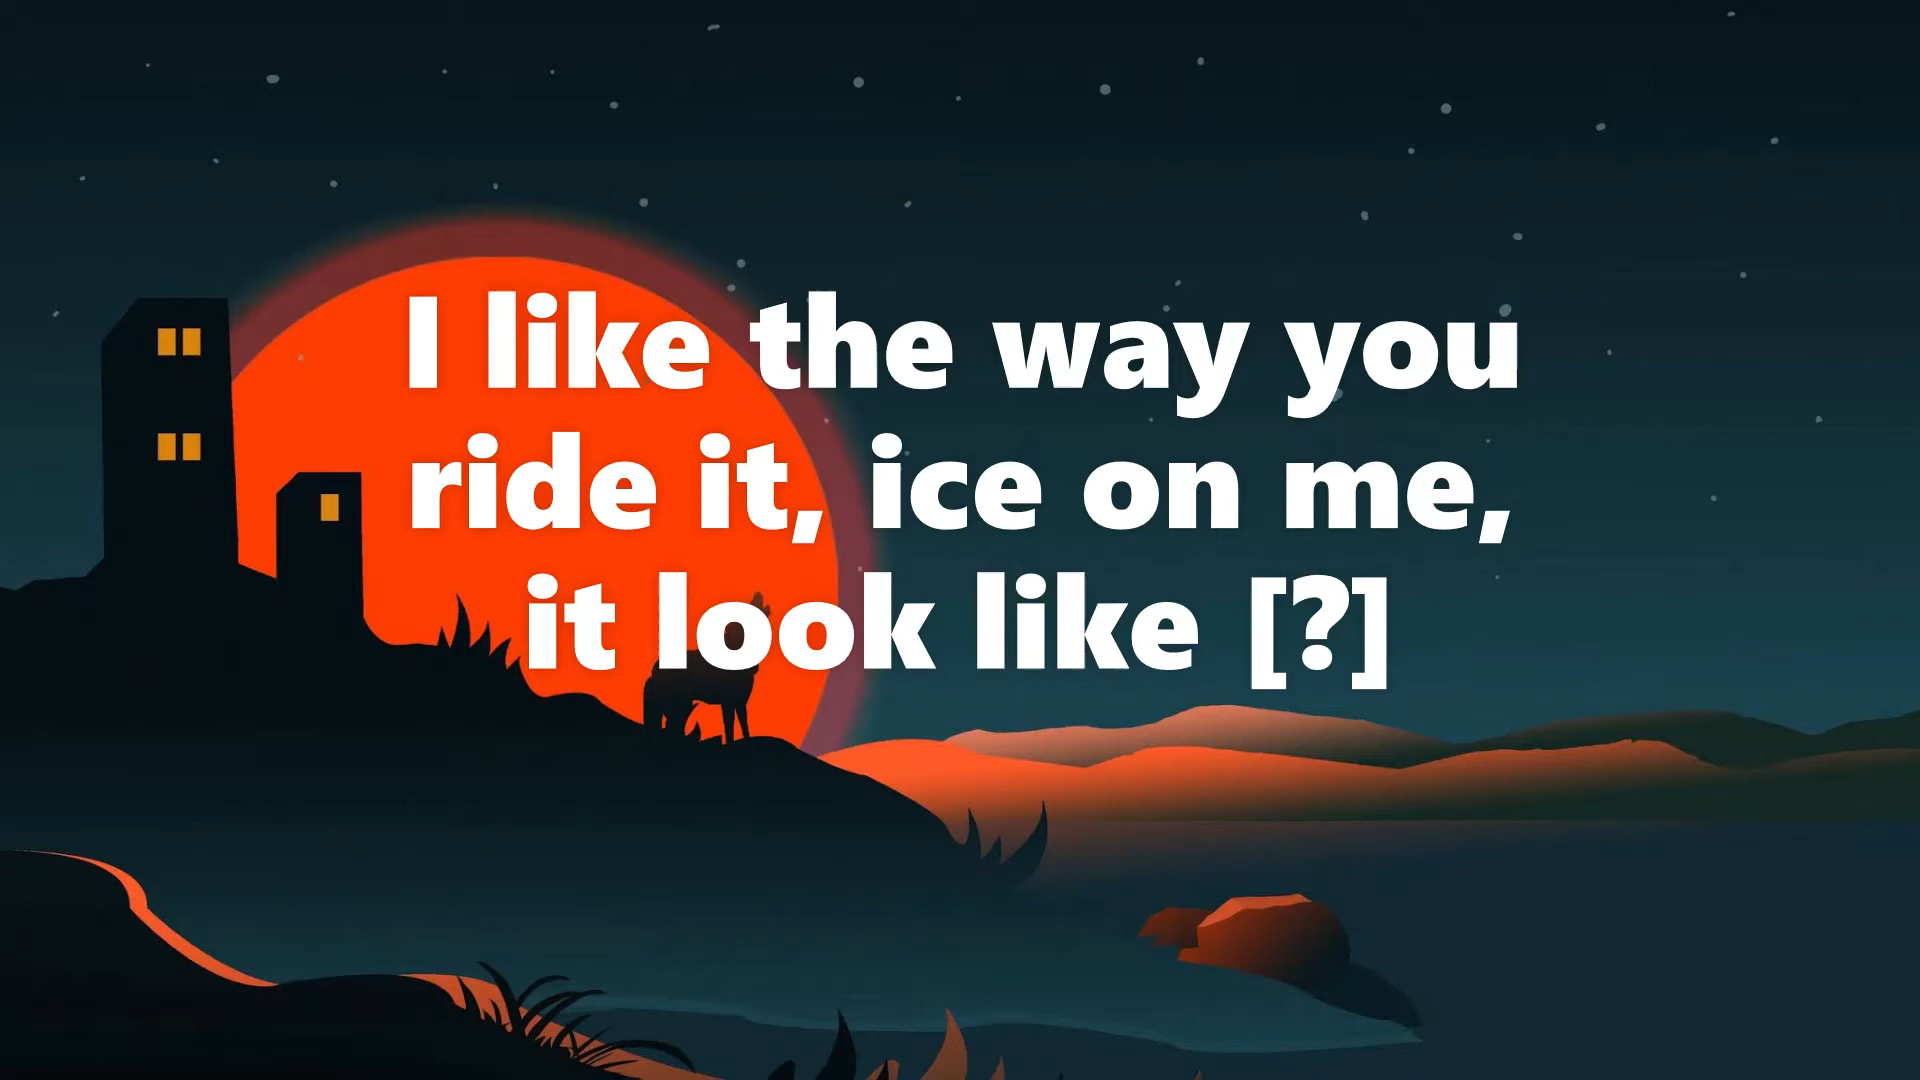 I like the way you
ride it, ice on me,
it look like [?]